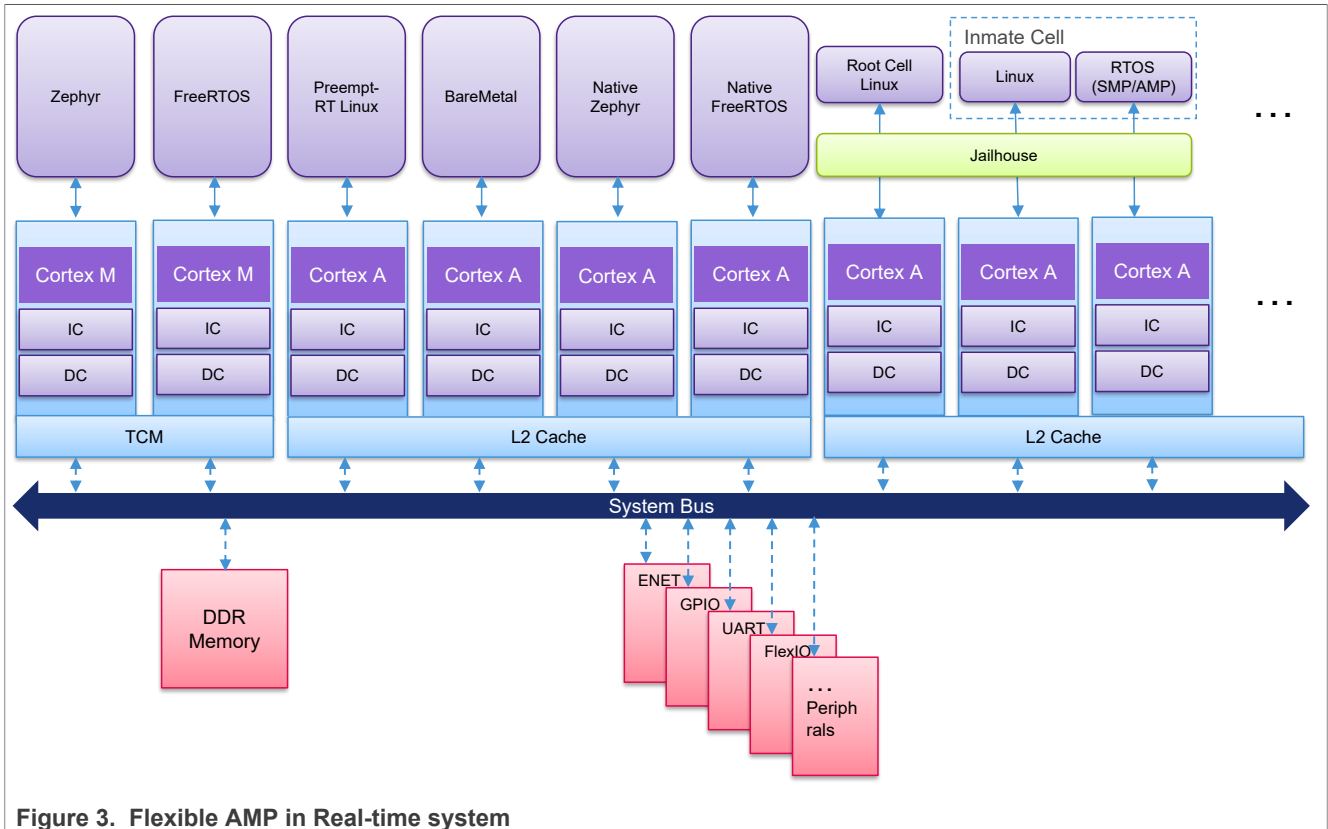 Zephyr
FreeRTOS
Preempt-
RT Linux
BareMetal
Native
Zephyr
Native
FreeRTOS
Root Cell
Linux
Inmate Cell
Linux
RTOS
(SMP/AMP)
...
Jailhouse
Cortex M
Cortex M
Cortex A
Cortex A
Cortex A
Cortex A
Cortex A
Cortex A
Cortex A
...
IC
IC
IC
IC
IC
IC
IC
IC
IC
DC
DC
DC
DC
DC
DC
DC
DC
DC
TCM
L2 Cache
L2 Cache
System Bus
DDR
Memory
ENET
GPIO
UART
FlexIO
...
Periph
rals
Figure 3. Flexible AMP in Real-time system